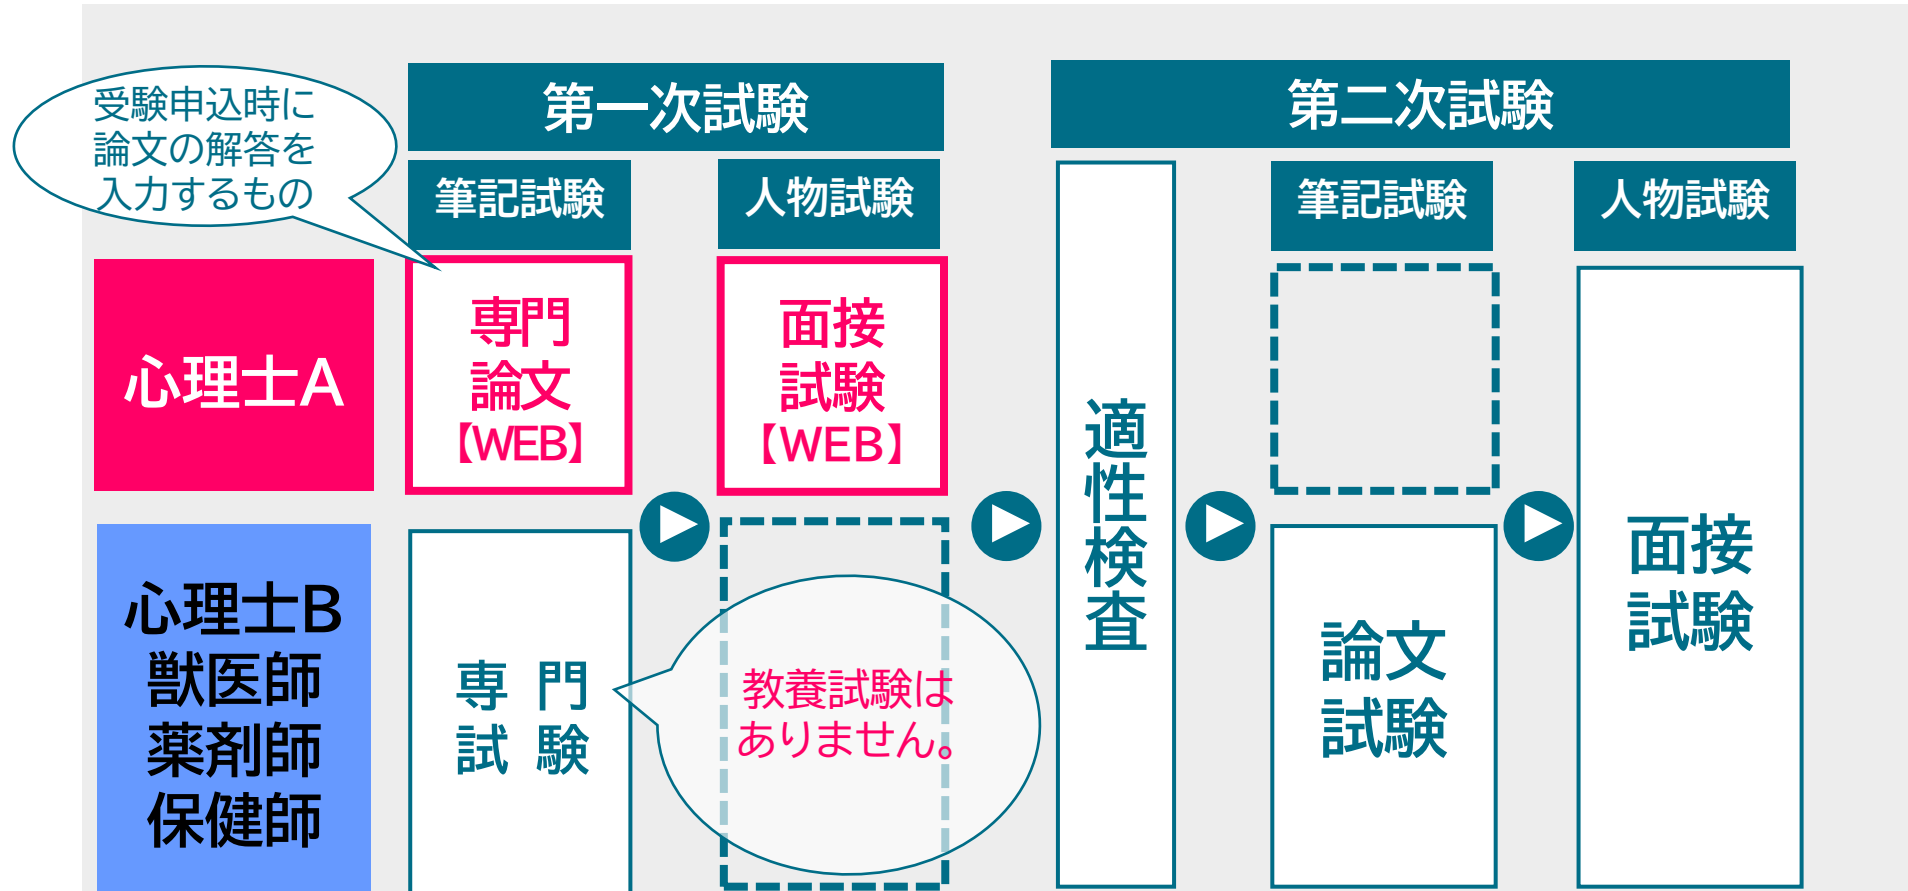 受験申込時に
論文の解答を
入力するもの
第一次試験
第二次試験
筆記試験
人物試験
筆記試験
人物試験
心理士A
専門
論文
【WEB】
面接
試験
【WEB】
適性検査
心理士B
獣医師
薬剤師
保健師
専門
試験
教養試験は
ありません。
論文
試験
面接
試験